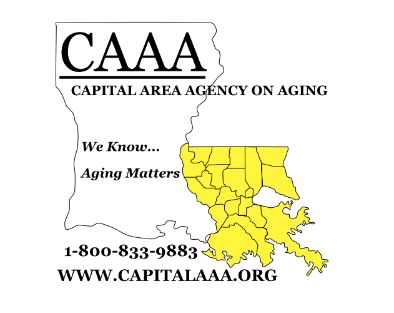 CAAA
CAPITAL AREA AGENCY ON AGING
We Know...
Aging Matters
1-800-833-9883
WWW.CAPITALAAA.ORG